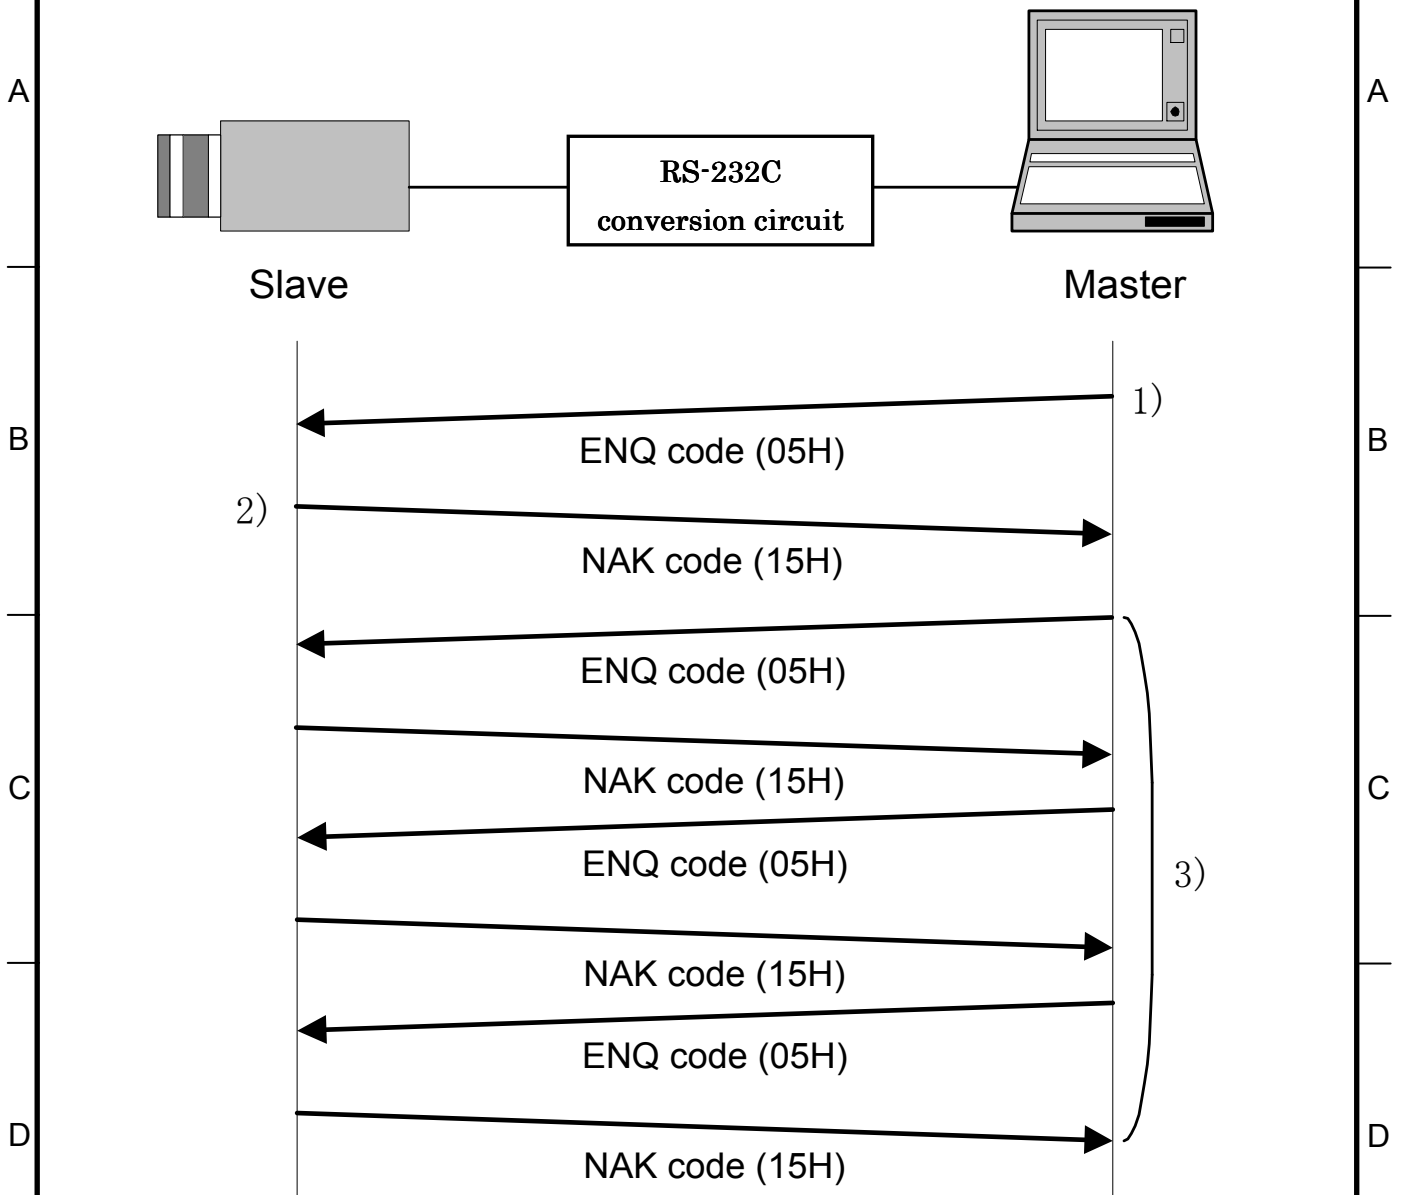 A
A
RS-232C
conversion circuit
Slave
Master
1)
B
B
ENQ code (05H)
2)
NAK code (15H)
ENQ code (05H)
NAK code (15H)
C
C
ENQ code (05H)
3)
NAK code (15H)
ENQ code (05H)
D
D
NAK code (15H)